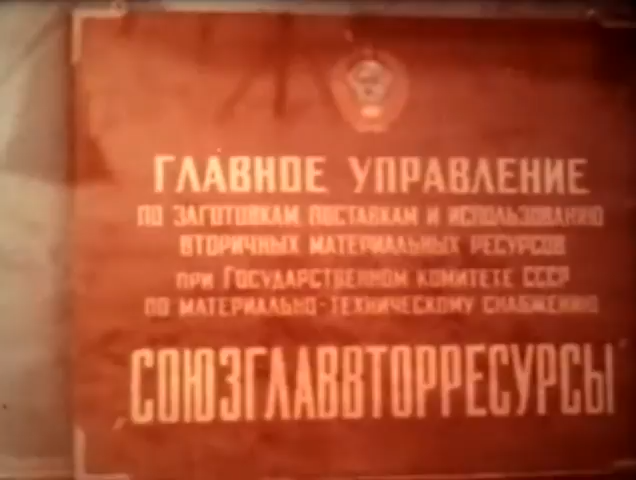 ГЛАВНОЕ УПРАВЛЕНИЕ
ПО ЗАГОТОВКАМ ПОСТАВКАМ И ИСПОЛЬЗОВАНИЮ
ВТОРИЧНЫХ МАТЕРИАЛЬНЫХ РЕСУРСОВ
ПРИ ГОСУДАРСТВЕННОМ КОМИТЕТЕ СССР
ПО МАТЕРИАЛЬНО-ТЕХНИЧЕСКОМУ СНАБЖЕНИЮ
„СОЮЗГЛАВВТОРРЕСУРСЫ"